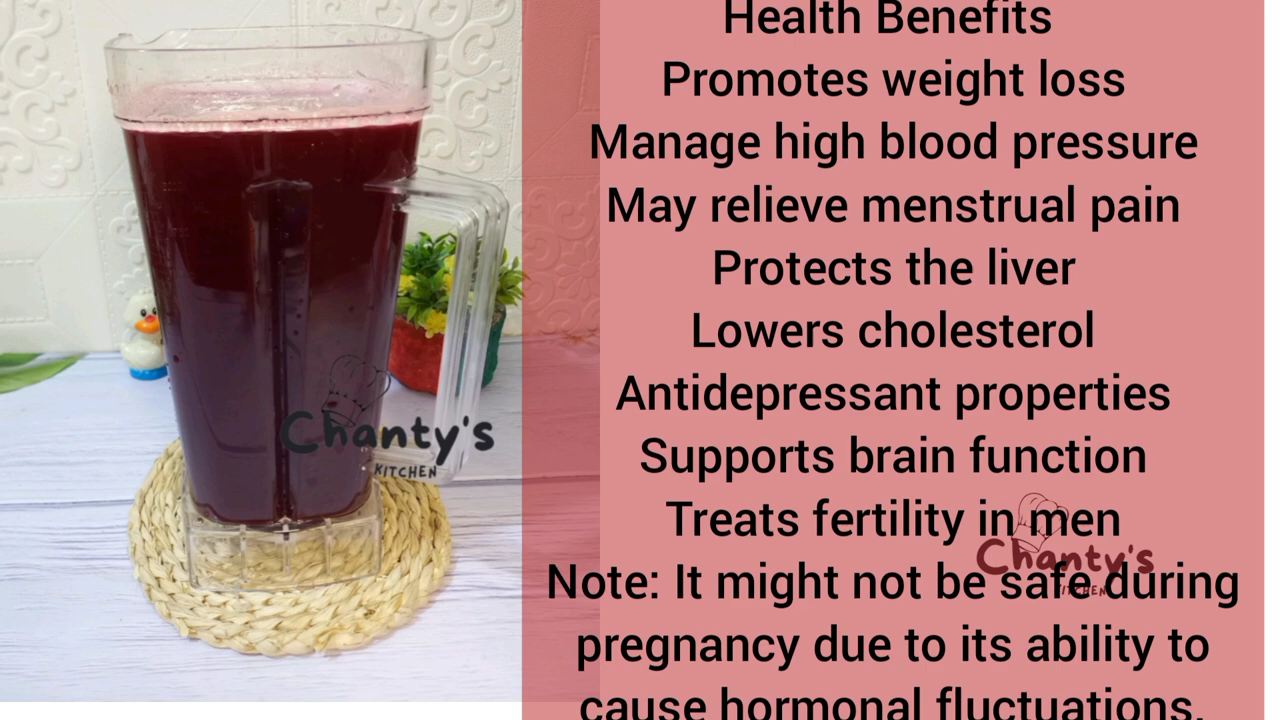 Health Benefits
Promotes weight loss
Manage high blood pressure
May relieve menstrual pain
Protects the liver
Lowers cholesterol
Antidepressant properties
Supports brain function
Treats fertility in men
Note: It might not be safe during
pregnancy due to its ability to
cause hormonal fluctuations.
Chanty's
KITCHEN
Chanty's
KITCHEN